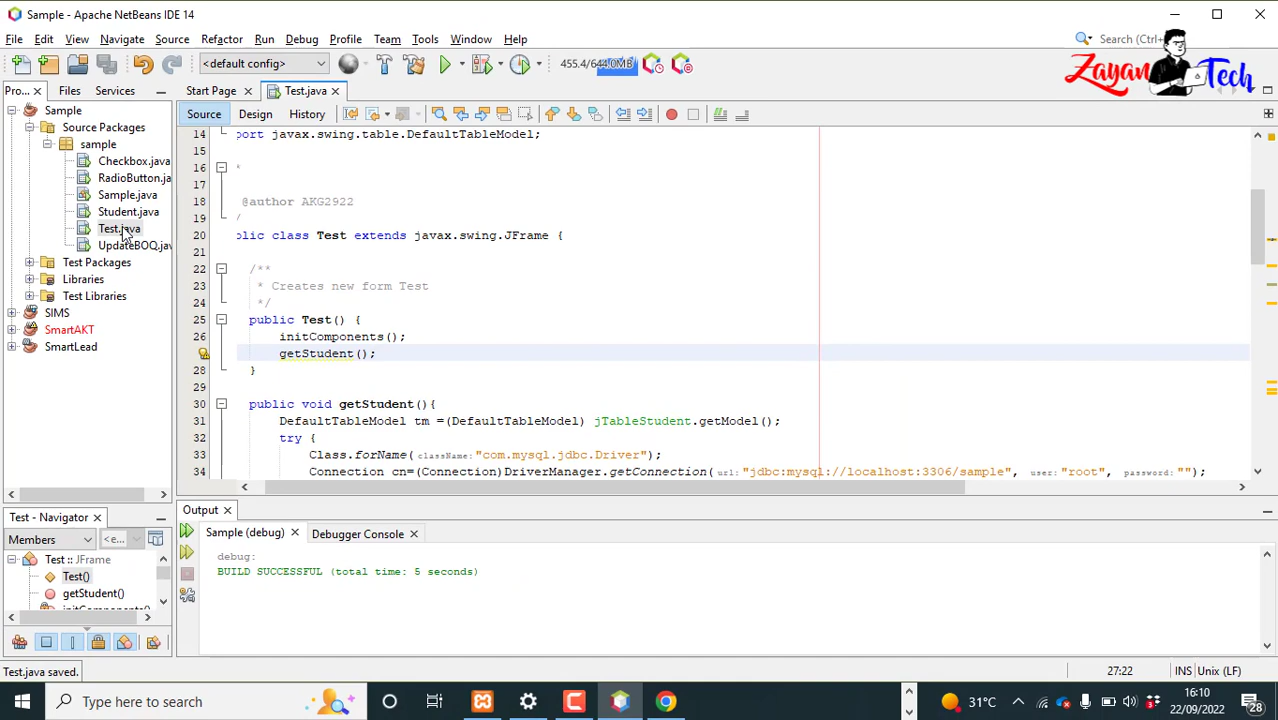 Sample - Apache NetBeans IDE 14
File Edit View Navigate Source Refactor Run Debug Profile Team Tools Window Help
Search (Ctrl+
<default config>
455.4/644.0MB
Zayan Tech
Pro...
Files
Services
Start Page
Test.java
Source
Design
History
Sample
Source Packages
sample
Checkbox.java
RadioButton.ja
Sample.java
Student.java
Test.java
UpdateBOQ.jav
Test Packages
Libraries
Test Libraries
SIMS
SmartAKT
SmartLead
14 port javax.swing.table.DefaultTableModel;
15
16 *
17
18 @author AKG2922
19 /
20 blic class Test extends javax.swing.JFrame {
21
22 /**
23 * Creates new form Test
24 */
25 public Test() {
26 initComponents();
getStudent();
28 }
29
30 public void getStudent(){
31 DefaultTableModel tm =(DefaultTableModel) jTableStudent.getModel();
32 try {
33 Class.forName(className:"com.mysql.jdbc.Driver");
34 Connection cn=(Connection)DriverManager.getConnection(url:"jdbc:mysql://localhost:3306/sample", user:"root", password:"");
Test - Navigator
Members
<e...
Test :: JFrame
Test()
getStudent()
initComponents()
Output
Sample (debug)
Debugger Console
debug:
BUILD SUCCESSFUL (total time: 5 seconds)
Test.java saved.
27:22
INS
Unix (LF)
Type here to search
31°C
16:10
22/09/2022
28